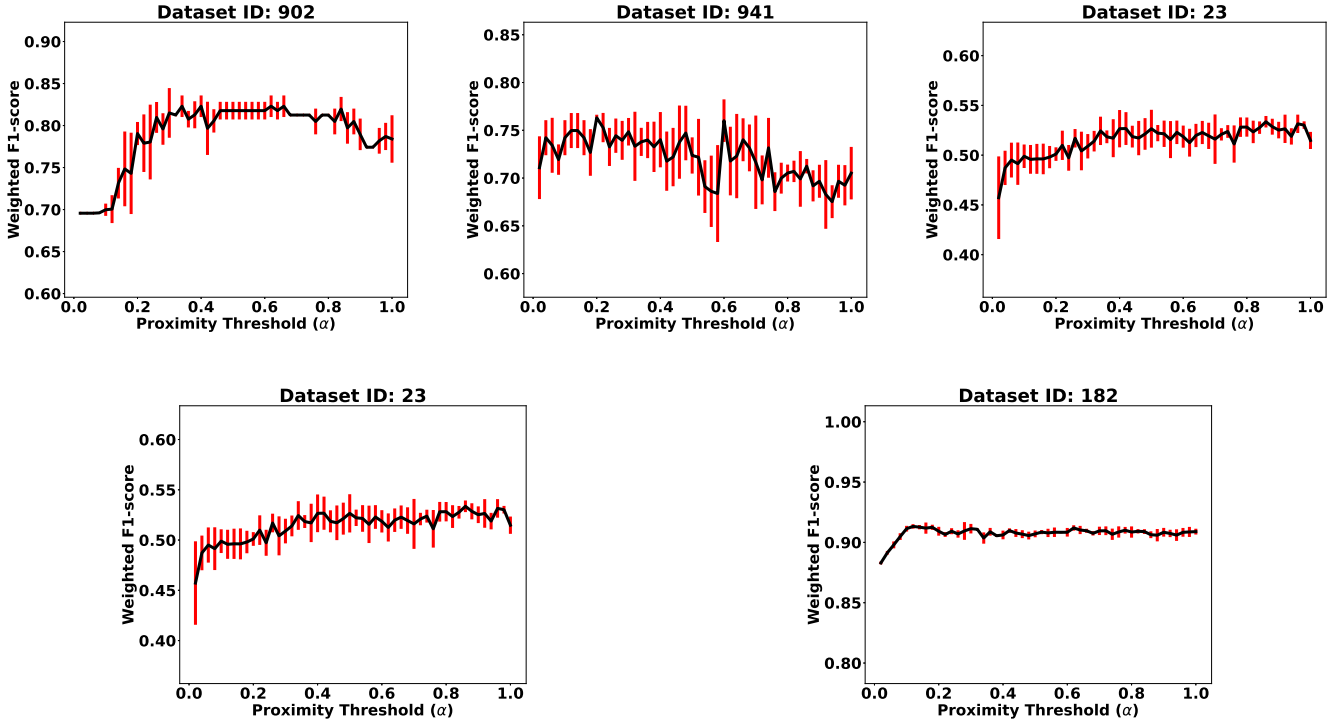 Dataset ID: 902
Weighted F1-score
0.90
0.85
0.80
0.75
0.70
0.65
0.60
0.0 0.2 0.4 0.6 0.8 1.0
Proximity Threshold (α)
Dataset ID: 941
Weighted F1-score
0.85
0.80
0.75
0.70
0.65
0.60
0.0 0.2 0.4 0.6 0.8 1.0
Proximity Threshold (α)
Dataset ID: 23
Weighted F1-score
0.60
0.55
0.50
0.45
0.40
0.0 0.2 0.4 0.6 0.8 1.0
Proximity Threshold (α)
Dataset ID: 23
Weighted F1-score
0.60
0.55
0.50
0.45
0.40
0.0 0.2 0.4 0.6 0.8 1.0
Proximity Threshold (α)
Dataset ID: 182
Weighted F1-score
1.00
0.95
0.90
0.85
0.80
0.0 0.2 0.4 0.6 0.8 1.0
Proximity Threshold (α)